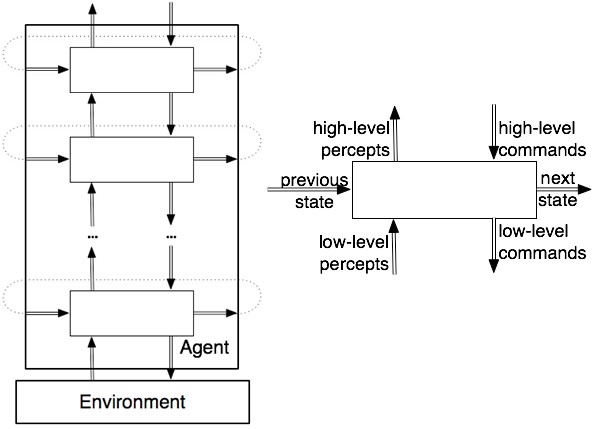 ...
...
Agent
Environment
high-level
percepts
high-level
commands
previous
state
next
state
low-level
percepts
low-level
commands